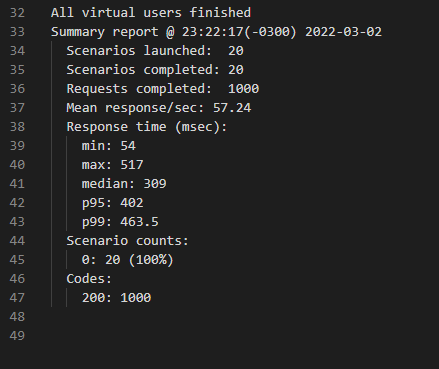 32 All virtual users finished
33 Summary report @ 23:22:17(-0300) 2022-03-02
34 Scenarios launched:  20
35 Scenarios completed: 20
36 Requests completed:  1000
37 Mean response/sec: 57.24
38 Response time (msec):
39 min: 54
40 max: 517
41 median: 309
42 p95: 402
43 p99: 463.5
44 Scenario counts:
45 0: 20 (100%)
46 Codes:
47 200: 1000
48
49